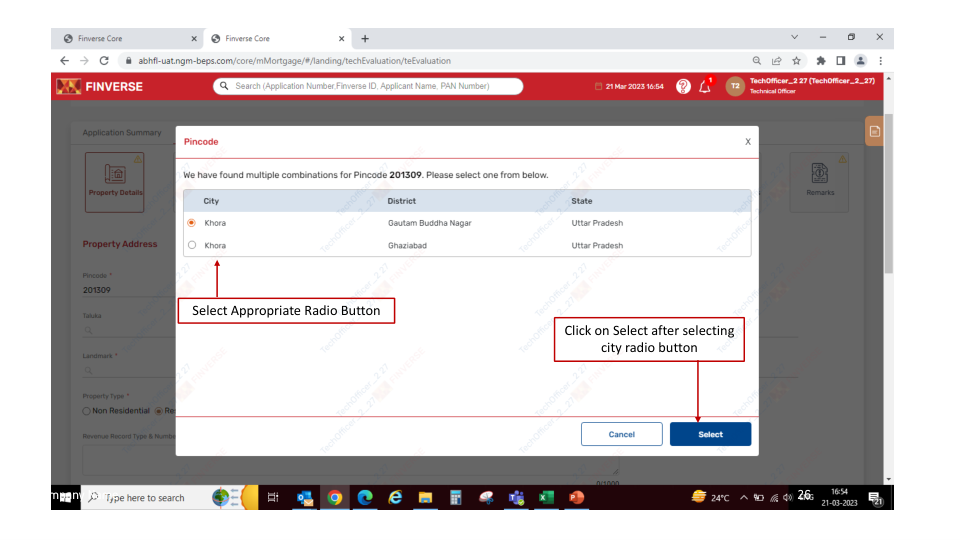 Finverse Core
Finverse Core
abhfl-uat.ngm-beps.com/core/mMortgage/#/landing/techEvaluation/teEvaluation
FINVERSE
Search (Application Number,Finverse ID, Applicant Name, PAN Number)
21 Mar 2023 16:54
1
T2
TechOfficer_2 27 (TechOfficer_2_27)
Technical Officer
Application Summary
Property Details
Remarks
Pincode
X
We have found multiple combinations for Pincode 201309. Please select one from below.
City District State
Khora Gautam Buddha Nagar Uttar Pradesh
Khora Ghaziabad Uttar Pradesh
Property Address
Pincode *
201309
Taluka
Landmark *
Property Type *
Non Residential
Revenue Record Type &
Select Appropriate Radio Button
Click on Select after selecting
city radio button
Cancel
Select
0/1000
TechOfficer_2 27
FINVERSE
Type here to search
24°C
16:54
21-03-2023
21